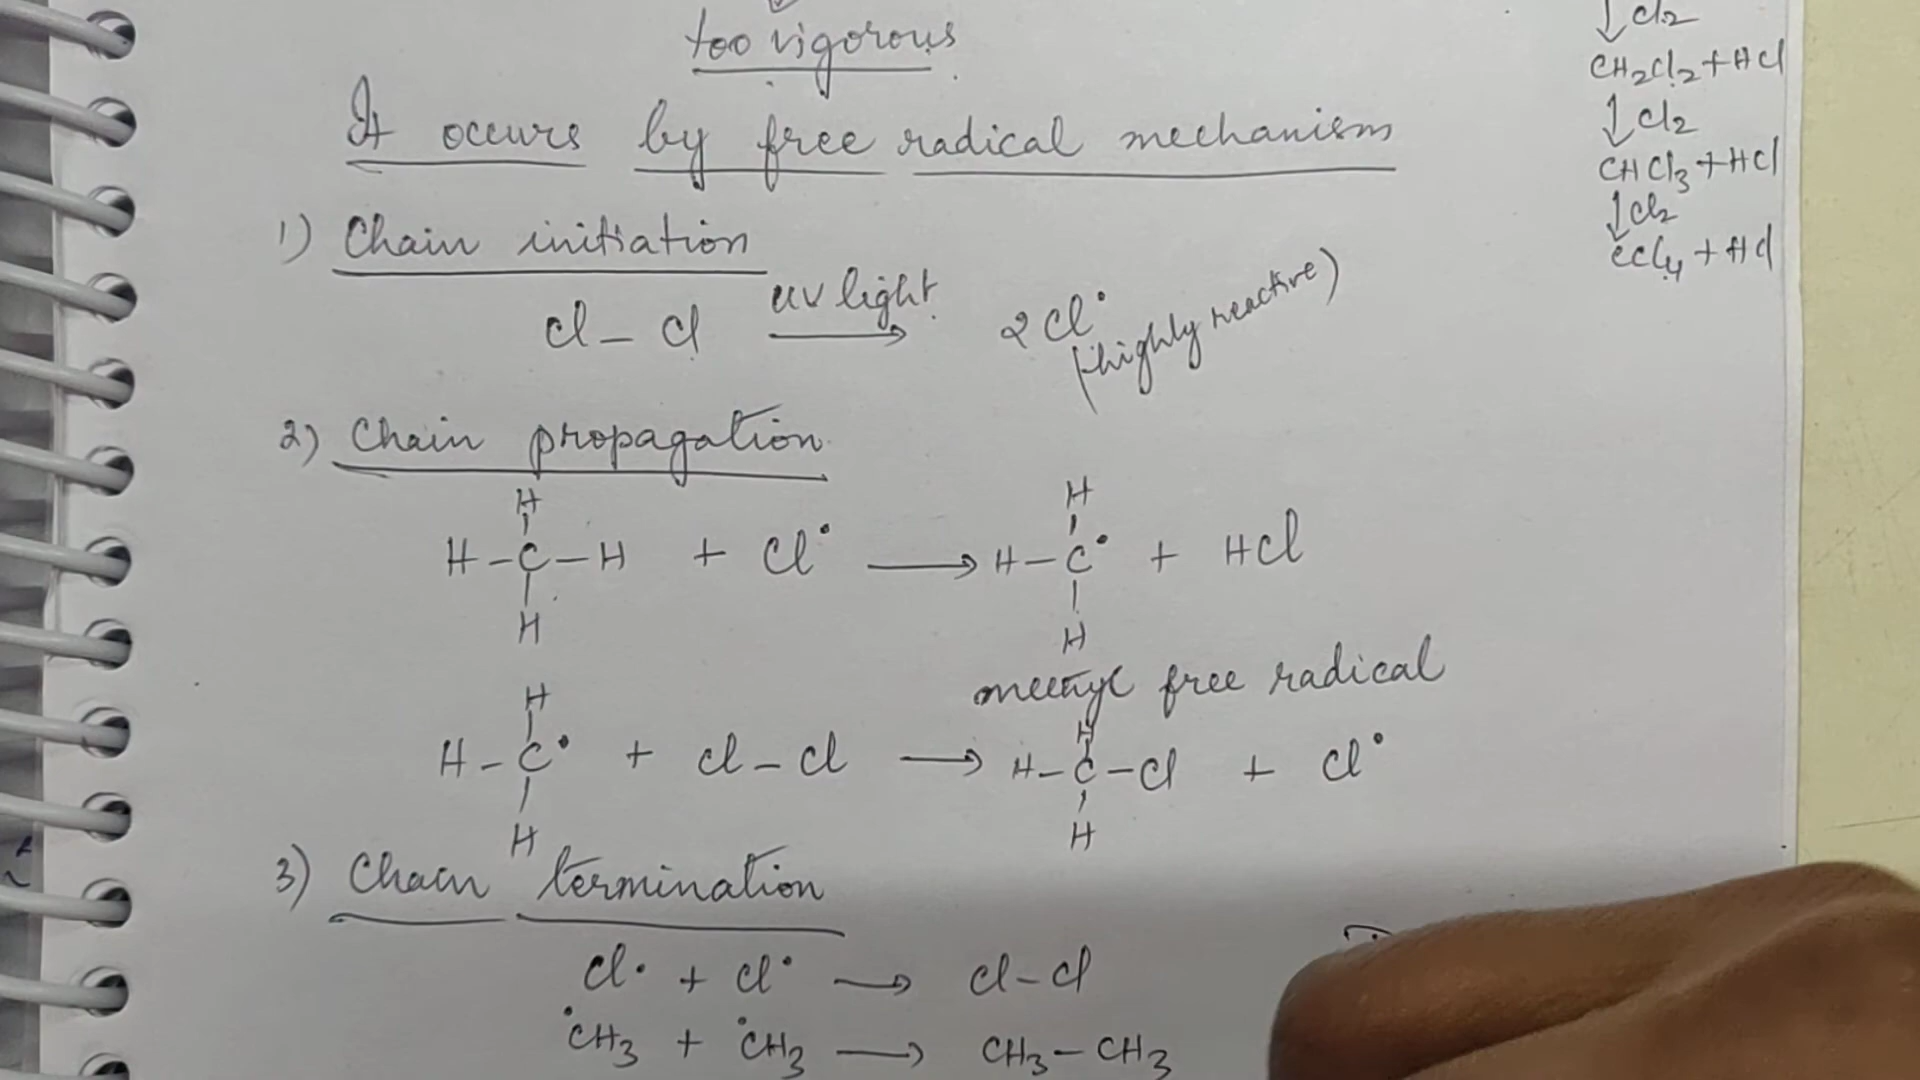 too vigorous
It occurs by free radical mechanism
1) Chain initiation
Cl - Cl uv light → 2Cl• (highly reactive)
2) Chain propagation
H
H - C - H + Cl• → H - C• + HCl
H
H
H
methyl free radical
H
H
H - C• + Cl - Cl → H - C - Cl + Cl•
H
H
3) Chain termination
Cl• + Cl• → Cl - Cl
•CH3 + •CH3 → CH3 - CH3
↓ Cl2
CH2Cl2 + HCl
↓ Cl2
CHCl3 + HCl
↓ Cl2
CCl4 + HCl